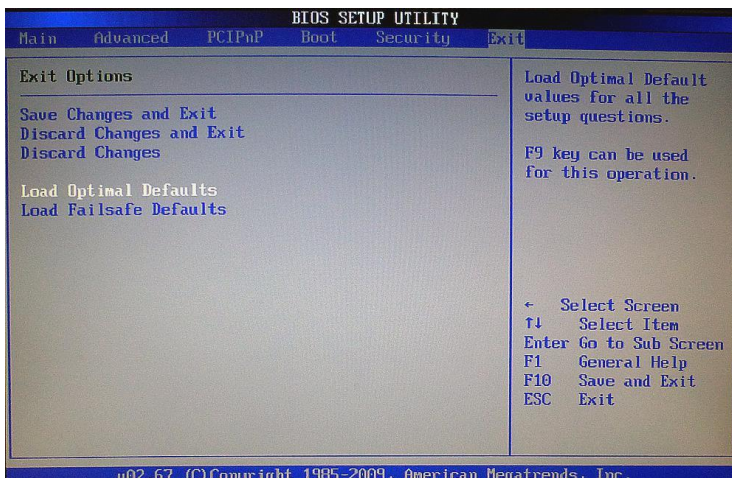 BIOS SETUP UTILITY
Main Advanced PCIPnP Boot Security Exit
Exit Options
Save Changes and Exit
Discard Changes and Exit
Discard Changes
Load Optimal Defaults
Load Failsafe Defaults
Load Optimal Default
values for all the
setup questions.
F9 key can be used
for this operation.
← Select Screen
↑↓ Select Item
Enter Go to Sub Screen
F1 General Help
F10 Save and Exit
ESC Exit
v02.67 (C)Copyright 1985-2009, American Megatrends, Inc.